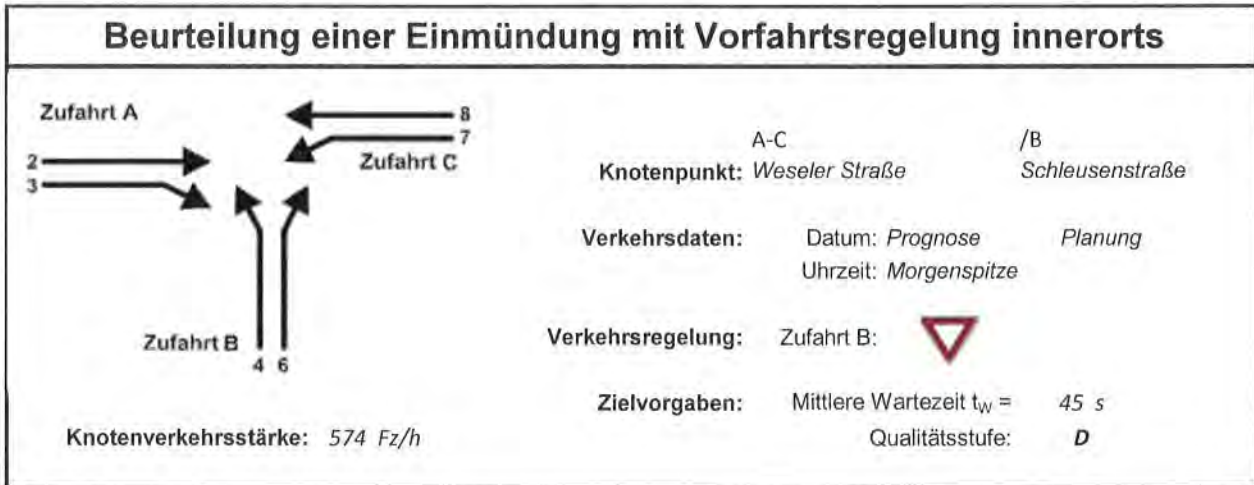 Beurteilung einer Einmündung mit Vorfahrtsregelung innerorts
Zufahrt A
8
7
Zufahrt C
2
3
Zufahrt B
4 6
Knotenverkehrsstärke: 574 Fz/h
A-C /B
Knotenpunkt: Weseler Straße Schleusenstraße
Verkehrsdaten: Datum: Prognose Planung
Uhrzeit: Morgenspitze
Verkehrsregelung: Zufahrt B:
Zielvorgaben: Mittlere Wartezeit tW = 45 s
Qualitätsstufe: D